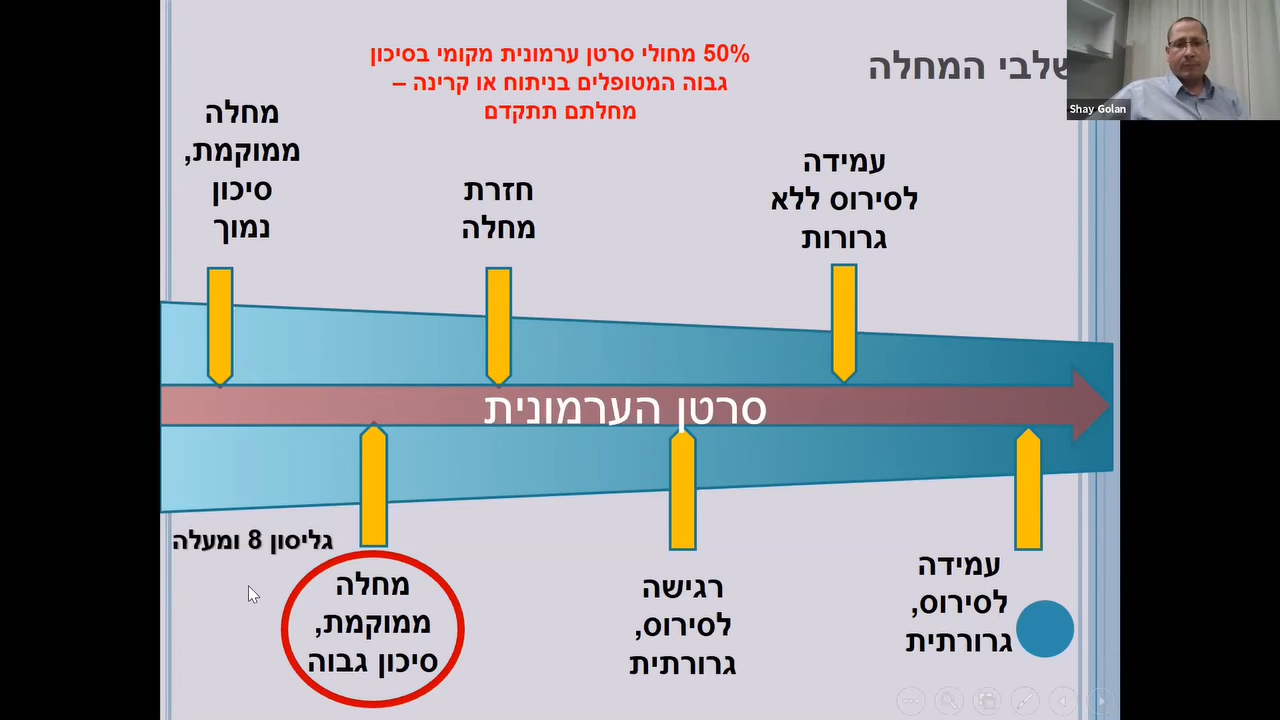 שלבי המחלה
50% מחולי סרטן ערמונית מקומי בסיכון
גבוה המטופלים בניתוח או קרינה –
מחלתם תתקדם
Shay Golan
מחלה
ממוקמת,
סיכון
נמוך
חזרת
מחלה
עמידה
לסירוס ללא
גרורות
סרטן הערמונית
גליסון 8 ומעלה
מחלה
ממוקמת,
סיכון גבוה
רגישה
לסירוס,
גרורתית
עמידה
לסירוס,
גרורתית